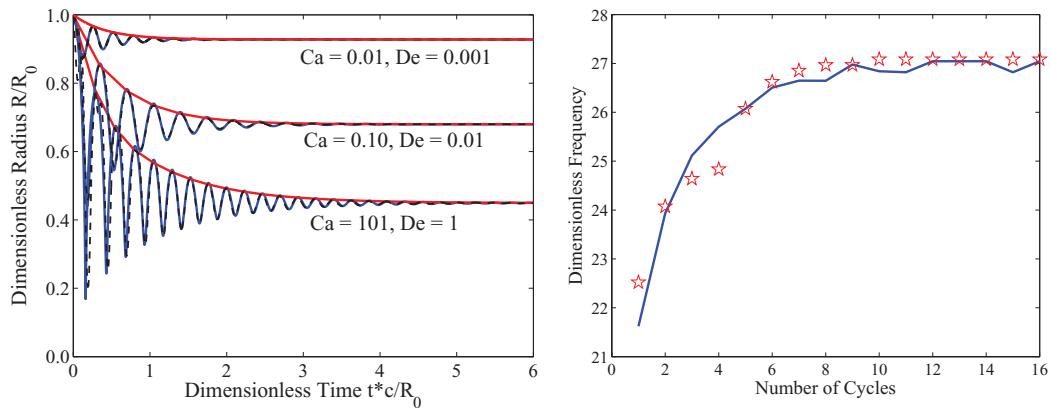 1.0
0.8
0.6
0.4
0.2
0.0
Dimensionless Radius R/R0
Ca = 0.01, De = 0.001
Ca = 0.10, De = 0.01
Ca = 101, De = 1
0 1 2 3 4 5 6
Dimensionless Time t*c/R0
28
27
26
25
24
23
22
21
Dimensionless Frequency
0 2 4 6 8 10 12 14 16
Number of Cycles